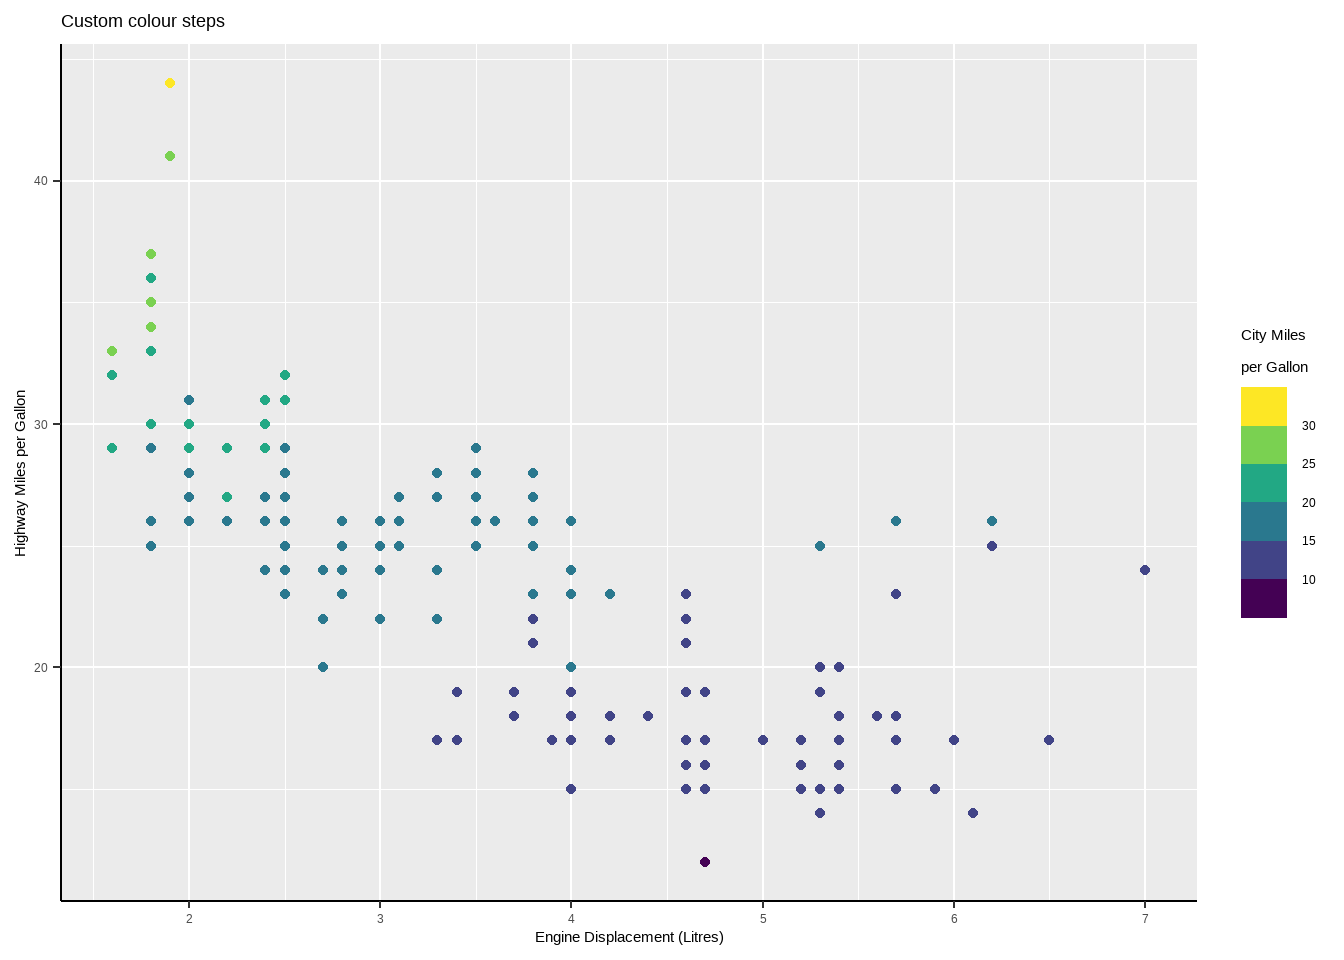 Custom colour steps
Highway Miles per Gallon
40
30
20
2
3
4
5
6
7
Engine Displacement (Litres)
City Miles
per Gallon
30
25
20
15
10